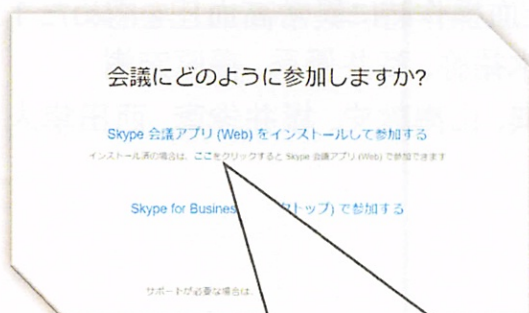 会議にどのように参加しますか?
Skype 会議アプリ (Web) をインストールして参加する
インストール済の場合は、ここをクリックすると Skype 会議アプリ (Web) で参加できます
Skype for Busines クトップ) で参加する
サポートが必要な場合は